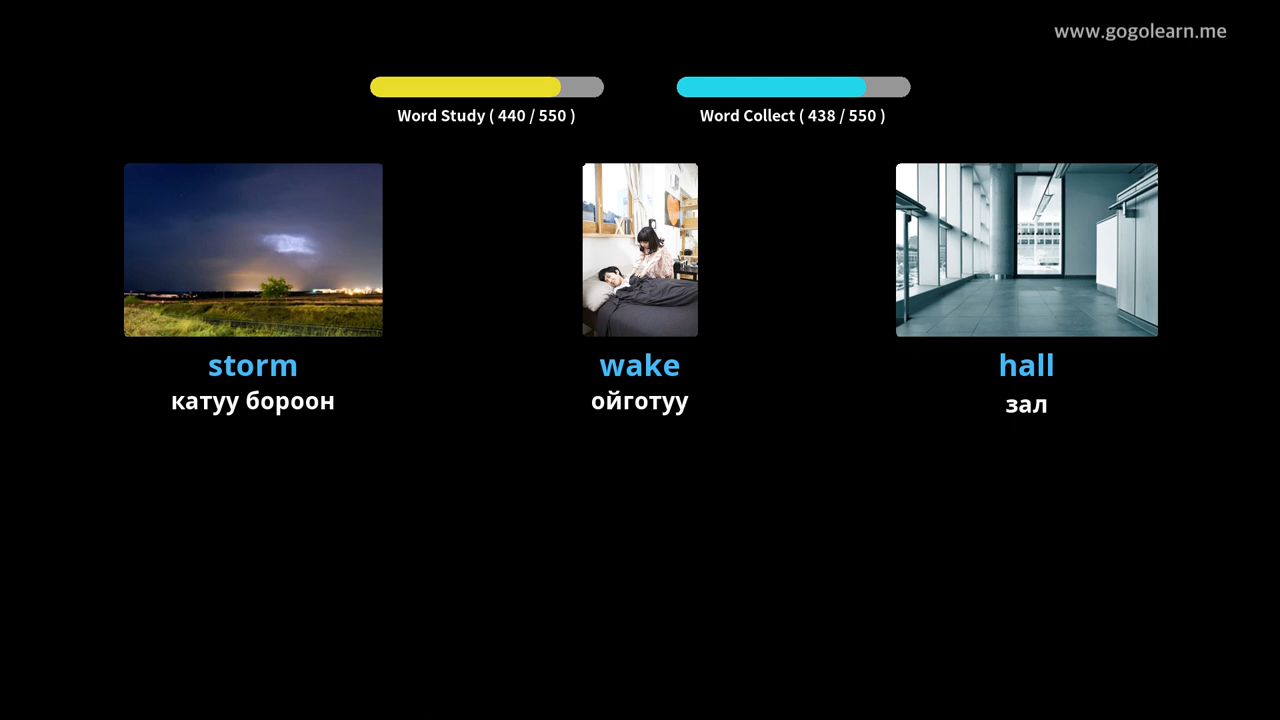 www.gogolearn.me
Word Study ( 440 / 550 )
Word Collect ( 438 / 550 )
storm
катуу бороон
wake
ойготуу
hall
зал